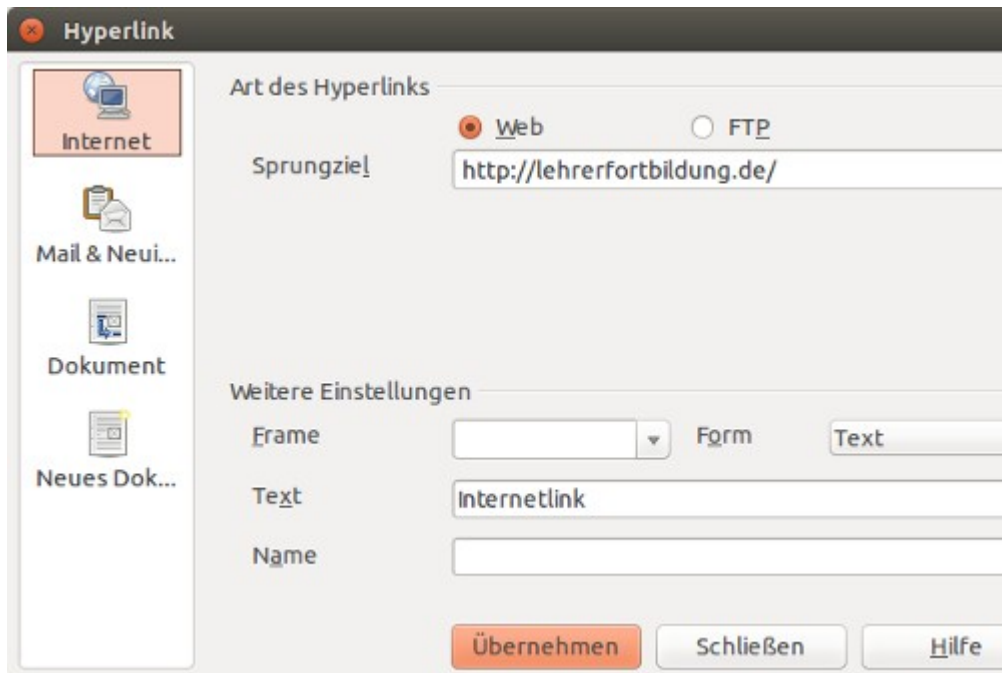 Hyperlink
Internet
Mail & Neui...
Dokument
Neues Dok...
Art des Hyperlinks
Web FTP
Sprungziel http://lehrerfortbildung.de/
Weitere Einstellungen
Frame Form Text
Text Internetlink
Name
Übernehmen Schließen Hilfe